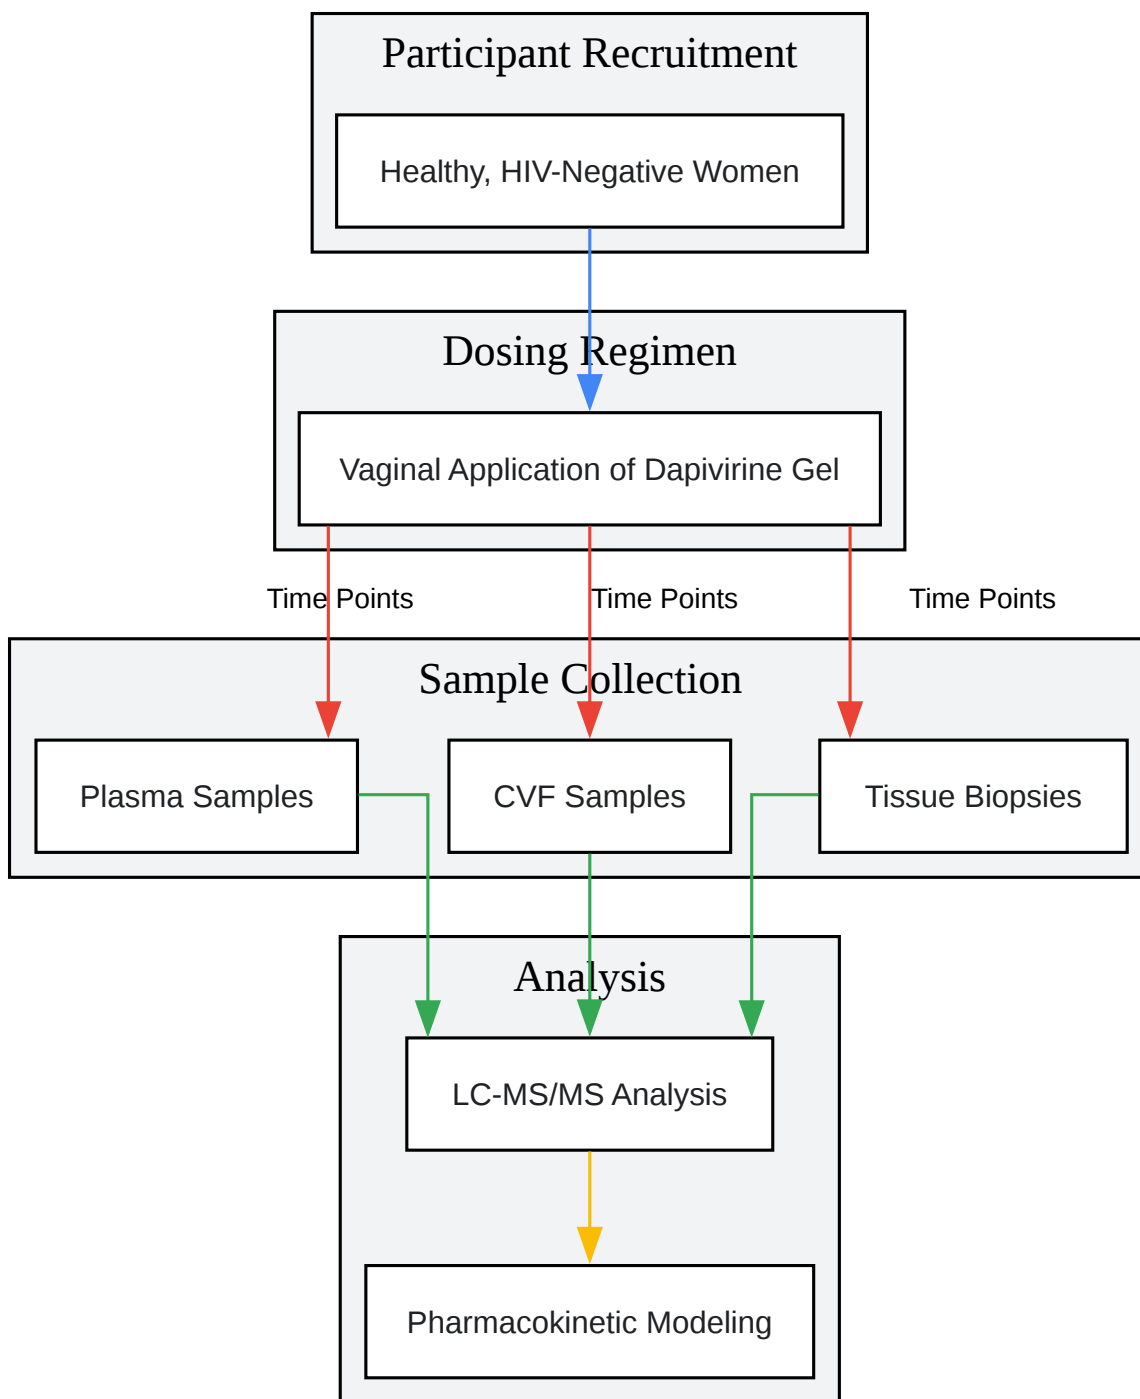 Participant Recruitment
Healthy, HIV-Negative Women
Dosing Regimen
Vaginal Application of Dapivirine Gel
Time Points
Time Points
Time Points
Sample Collection
Plasma Samples
CVF Samples
Tissue Biopsies
Analysis
LC-MS/MS Analysis
Pharmacokinetic Modeling